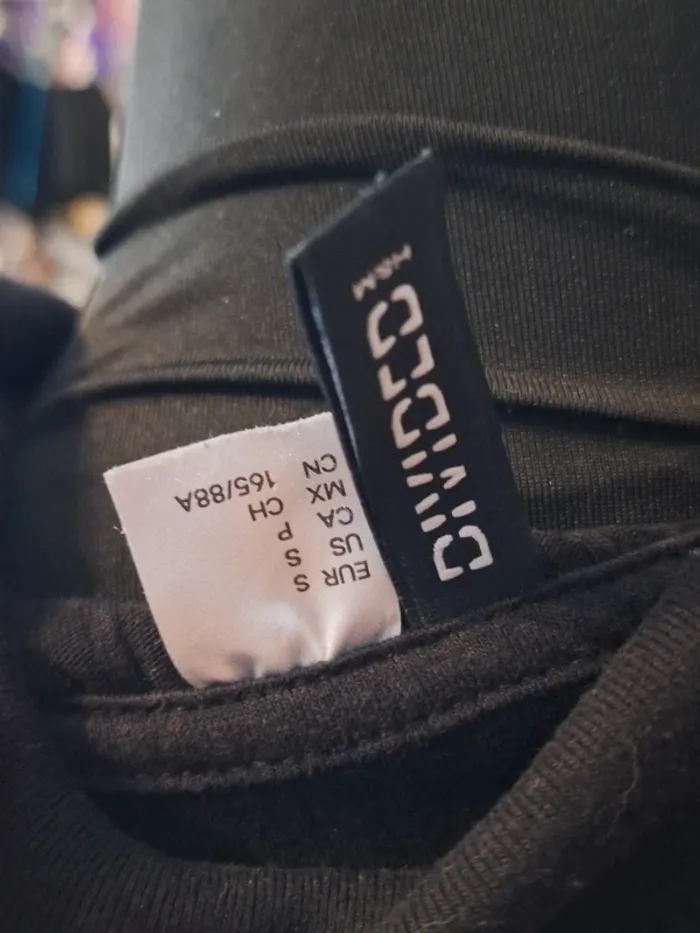 DIVIDED
H&M
EUR S
US S
CA P
MX CH
CN 165/88A